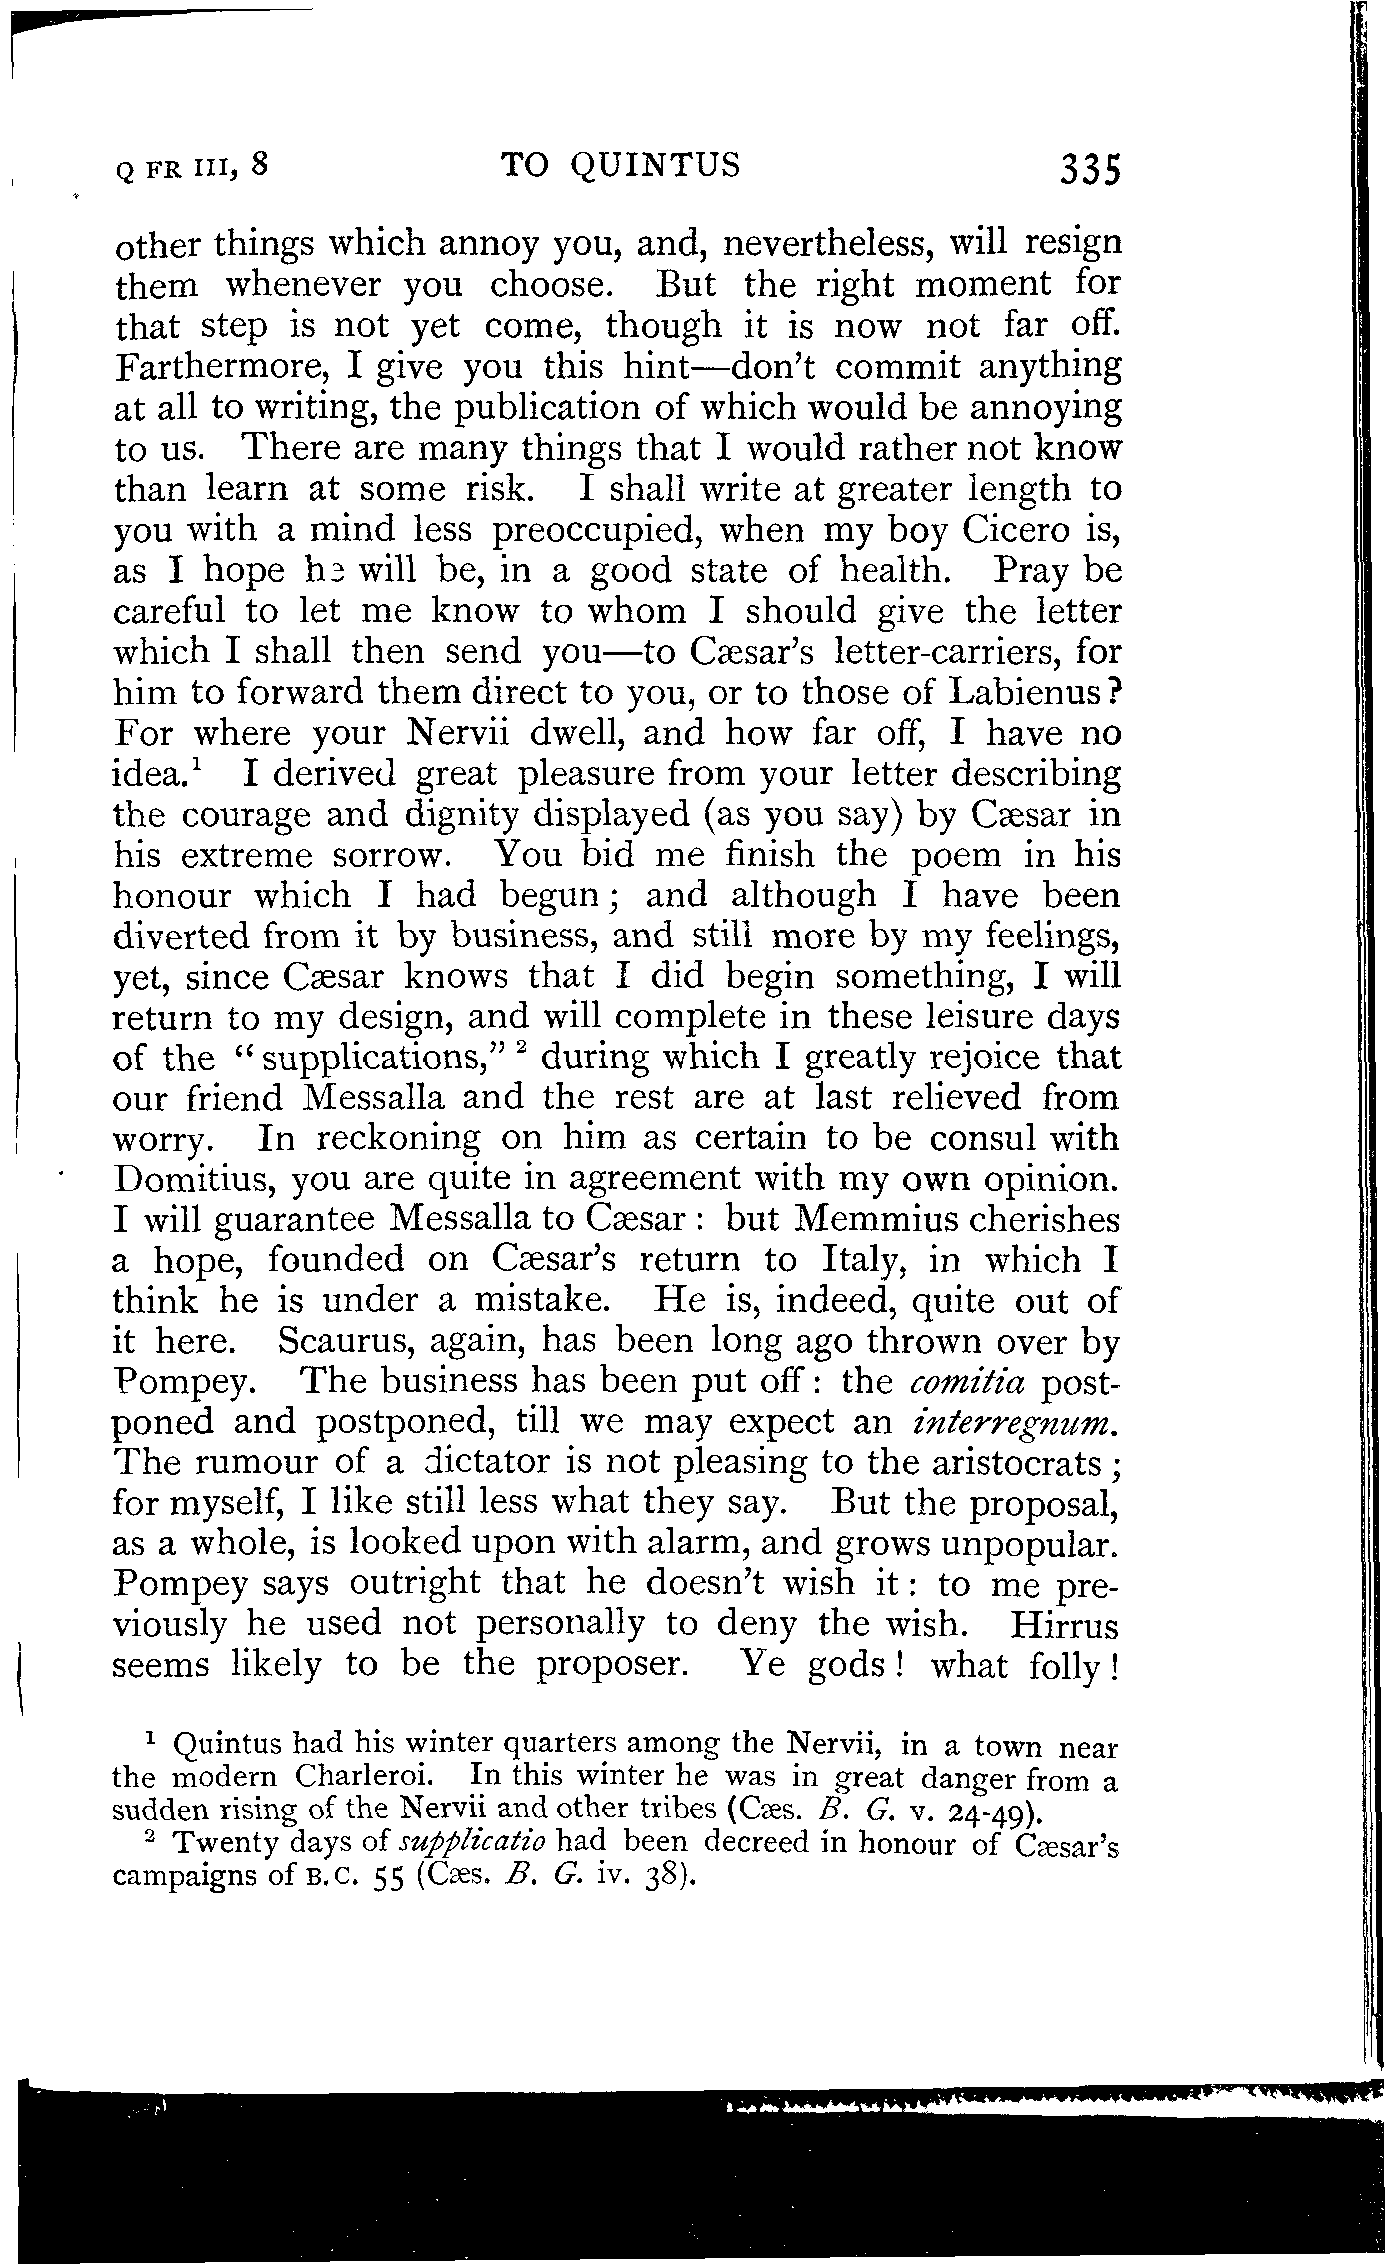 Q FR III, 8 TO QUINTUS 335
other things which annoy you, and, nevertheless, will resign
them whenever you choose. But the right moment for
that step is not yet come, though it is now not far off.
Farthermore, I give you this hint—don't commit anything
at all to writing, the publication of which would be annoying
to us. There are many things that I would rather not know
than learn at some risk. I shall write at greater length to
you with a mind less preoccupied, when my boy Cicero is,
as I hope he will be, in a good state of health. Pray be
careful to let me know to whom I should give the letter
which I shall then send you—to Cæsar's letter-carriers, for
him to forward them direct to you, or to those of Labienus?
For where your Nervii dwell, and how far off, I have no
idea.¹ I derived great pleasure from your letter describing
the courage and dignity displayed (as you say) by Cæsar in
his extreme sorrow. You bid me finish the poem in his
honour which I had begun; and although I have been
diverted from it by business, and still more by my feelings,
yet, since Cæsar knows that I did begin something, I will
return to my design, and will complete in these leisure days
of the "supplications," ² during which I greatly rejoice that
our friend Messalla and the rest are at last relieved from
worry. In reckoning on him as certain to be consul with
Domitius, you are quite in agreement with my own opinion.
I will guarantee Messalla to Cæsar: but Memmius cherishes
a hope, founded on Cæsar's return to Italy, in which I
think he is under a mistake. He is, indeed, quite out of
it here. Scaurus, again, has been long ago thrown over by
Pompey. The business has been put off: the comitia post-
poned and postponed, till we may expect an interregnum.
The rumour of a dictator is not pleasing to the aristocrats;
for myself, I like still less what they say. But the proposal,
as a whole, is looked upon with alarm, and grows unpopular.
Pompey says outright that he doesn't wish it: to me pre-
viously he used not personally to deny the wish. Hirrus
seems likely to be the proposer. Ye gods! what folly!
¹ Quintus had his winter quarters among the Nervii, in a town near
the modern Charleroi. In this winter he was in great danger from a
sudden rising of the Nervii and other tribes (Cæs. B. G. v. 24-49).
² Twenty days of supplicatio had been decreed in honour of Cæsar's
campaigns of B.C. 55 (Cæs. B. G. iv. 38).